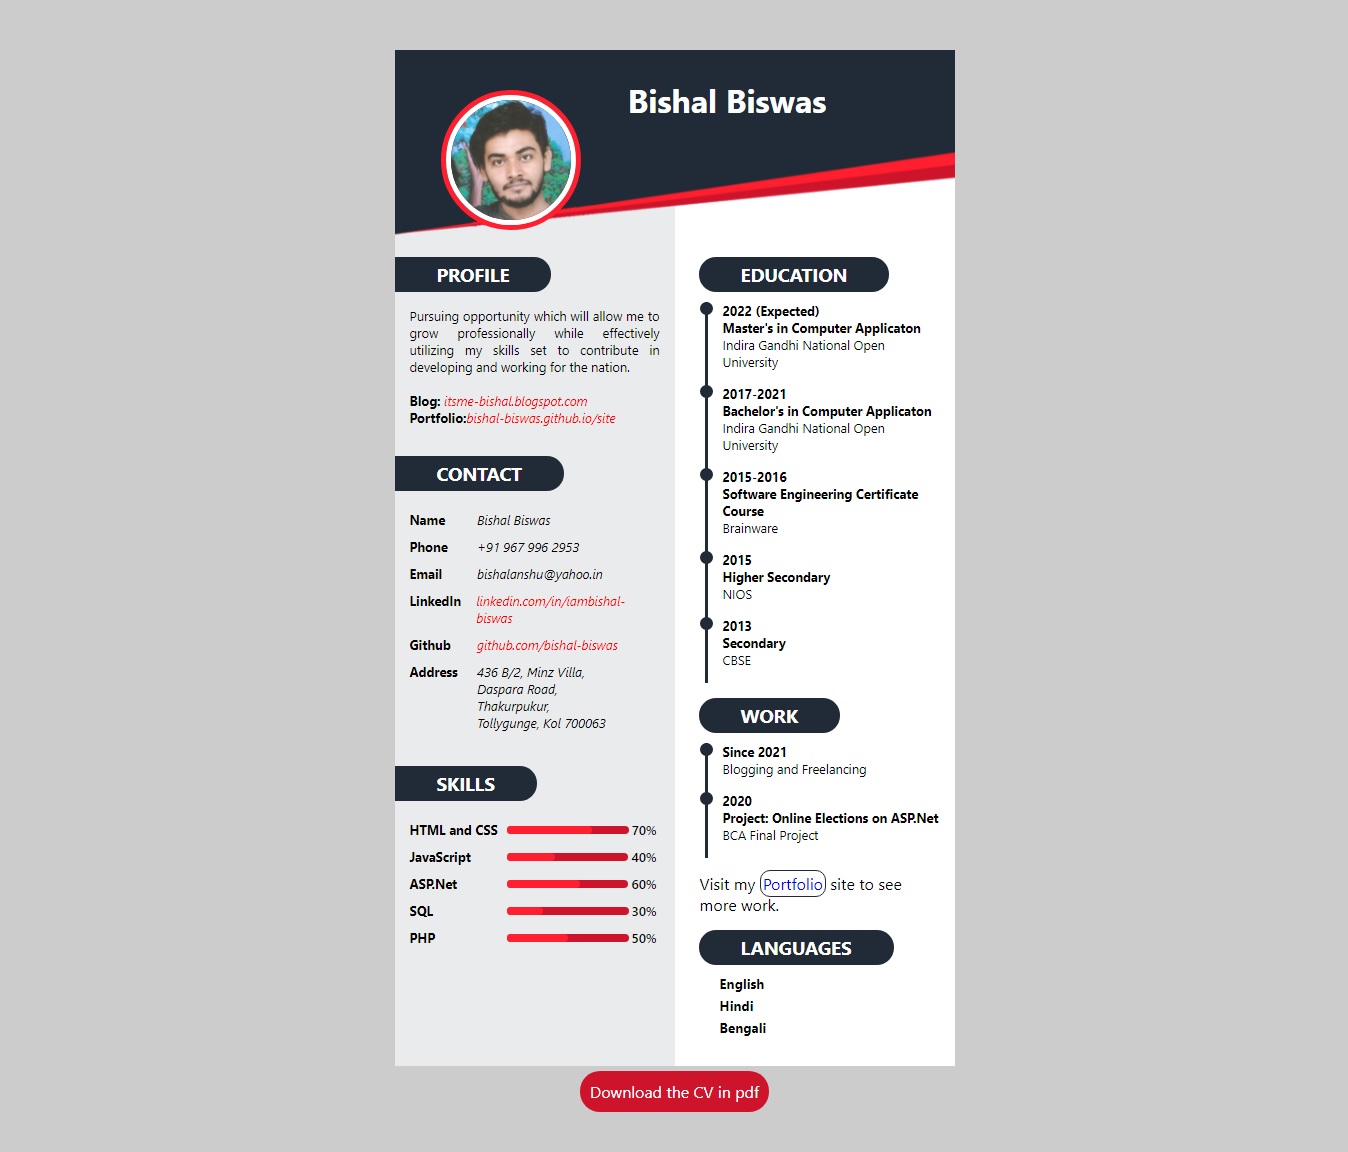 Bishal Biswas
PROFILE
Pursuing opportunity which will allow me to
grow professionally while effectively
utilizing my skills set to contribute in
developing and working for the nation.
Blog: itsme-bishal.blogspot.com
Portfolio:bishal-biswas.github.io/site
CONTACT
Name Bishal Biswas
Phone +91 967 996 2953
Email bishalanshu@yahoo.in
LinkedIn linkedin.com/in/iambishal-
biswas
Github github.com/bishal-biswas
Address 436 B/2, Minz Villa,
Daspara Road,
Thakurpukur,
Tollygunge, Kol 700063
SKILLS
HTML and CSS 70%
JavaScript 40%
ASP.Net 60%
SQL 30%
PHP 50%
EDUCATION
2022 (Expected)
Master's in Computer Applicaton
Indira Gandhi National Open
University
2017-2021
Bachelor's in Computer Applicaton
Indira Gandhi National Open
University
2015-2016
Software Engineering Certificate
Course
Brainware
2015
Higher Secondary
NIOS
2013
Secondary
CBSE
WORK
Since 2021
Blogging and Freelancing
2020
Project: Online Elections on ASP.Net
BCA Final Project
Visit my Portfolio site to see
more work.
LANGUAGES
English
Hindi
Bengali
Download the CV in pdf